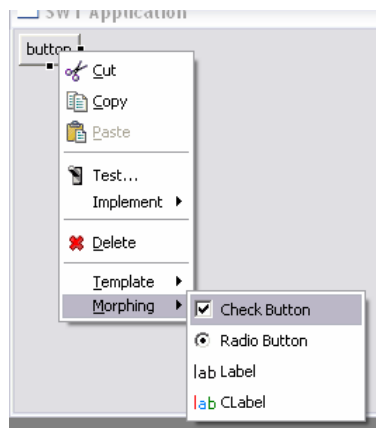 SWT Application
button
Cut
Copy
Paste
Test...
Implement
Delete
Template
Morphing
Check Button
Radio Button
lab Label
lab CLabel